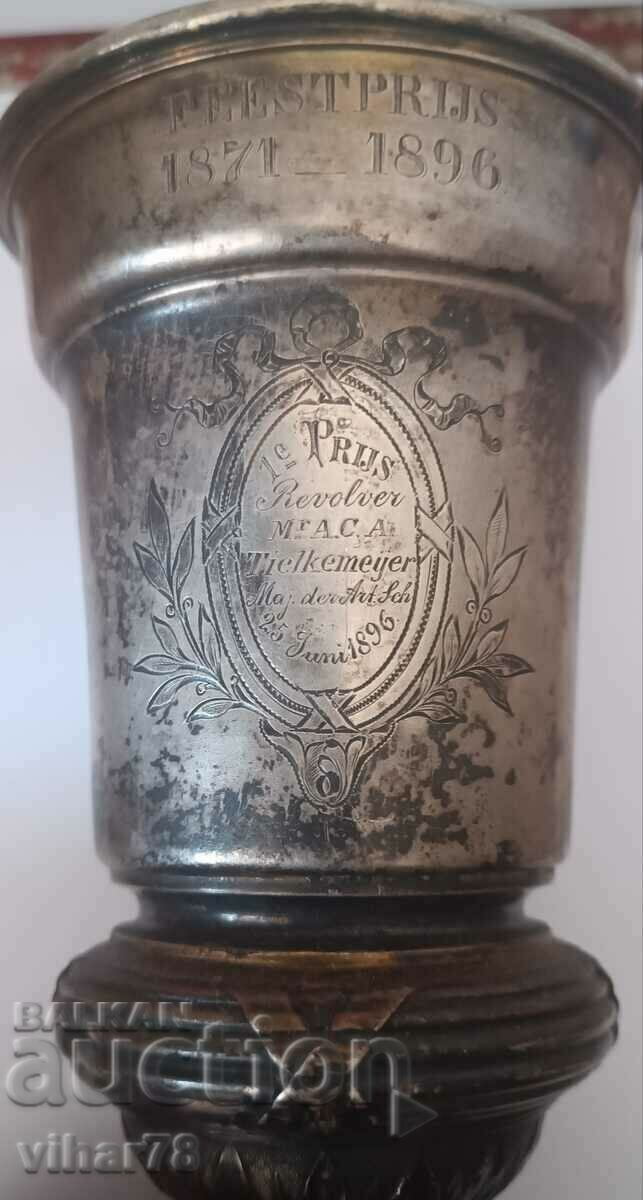 FEESTPRIJS
1871 — 1896
1e PRIJS
Revolver
Mr A.C.A
Tielkemeyer
Maj. der Art. Sch
25 Juni 1896.
BALKAN
auction
vihar78